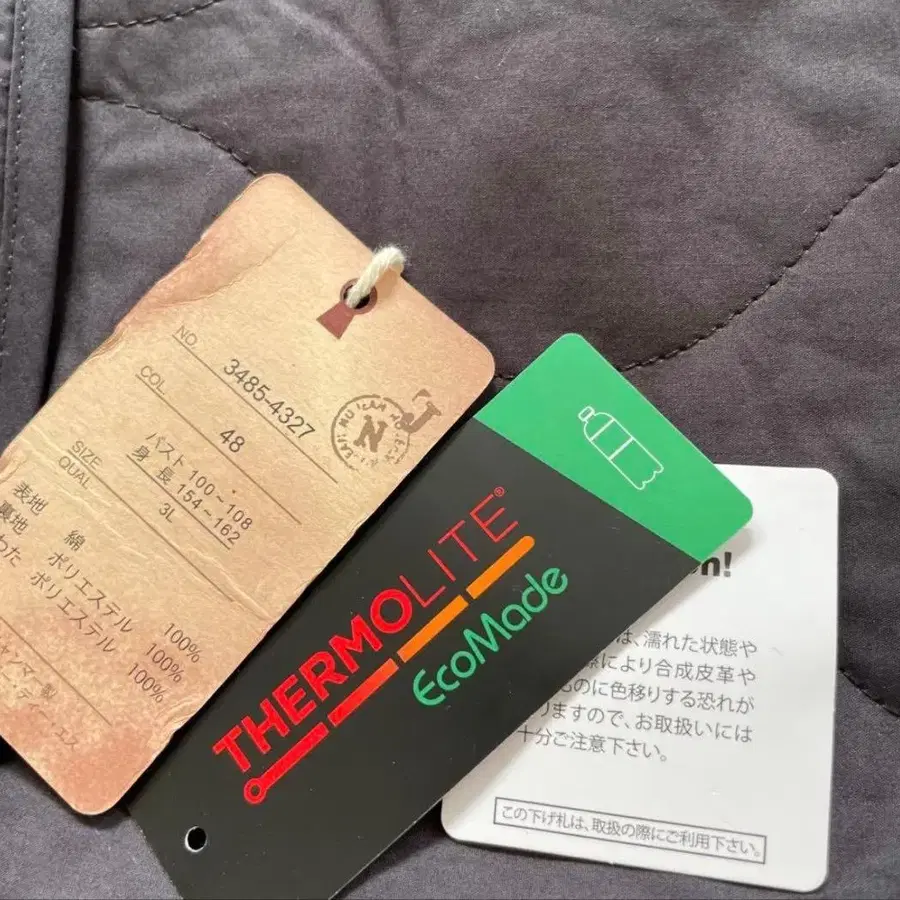 NO. 3485-4327
COL 48
SIZE バスト 100～108
身長 154～162
3L
QUAL
表地 綿 100%
裏地 ポリエステル 100%
わた ポリエステル 100%
N
THERMOLITE®
EcoMade
n!
は、濡れた状態や
際により合成皮革や
ものに色移りする恐れが
りますので、お取扱いには
十分ご注意下さい。
この下げ札は、取扱の際にご利用下さい。